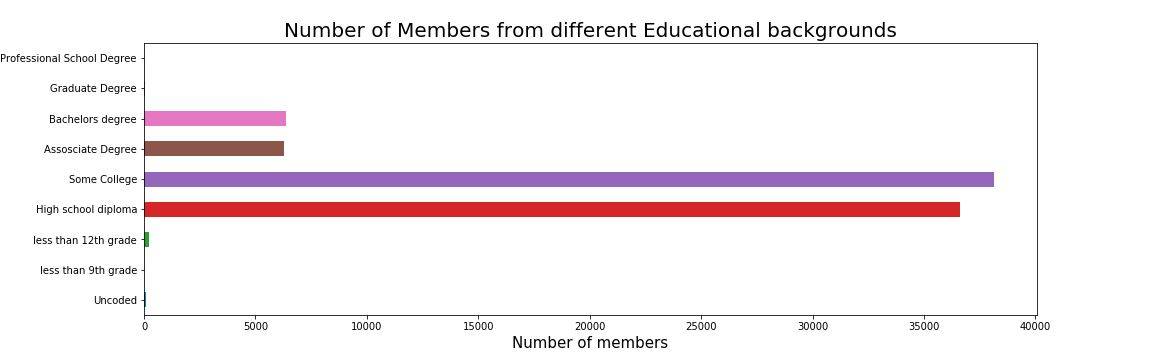 Number of Members from different Educational backgrounds
Professional School Degree
Graduate Degree
Bachelors degree
Assosciate Degree
Some College
High school diploma
less than 12th grade
less than 9th grade
Uncoded
0 5000 10000 15000 20000 25000 30000 35000 40000
Number of members